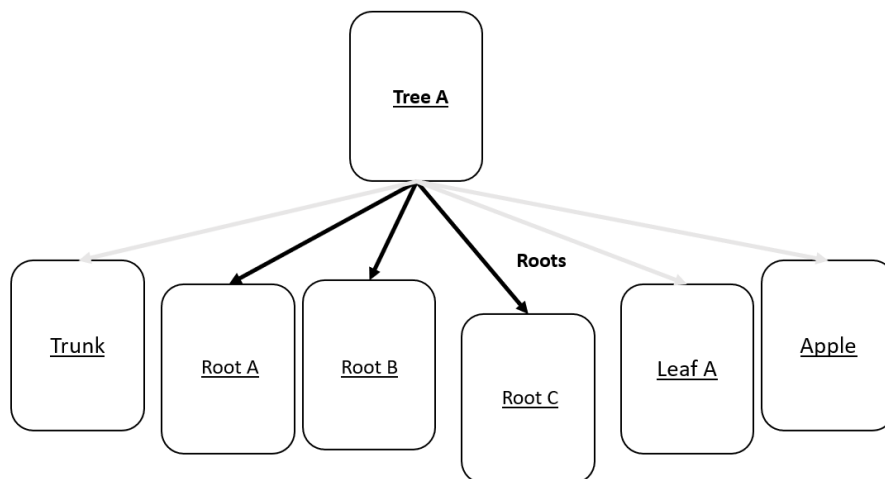 Tree A
Roots
Trunk
Root A
Root B
Root C
Leaf A
Apple